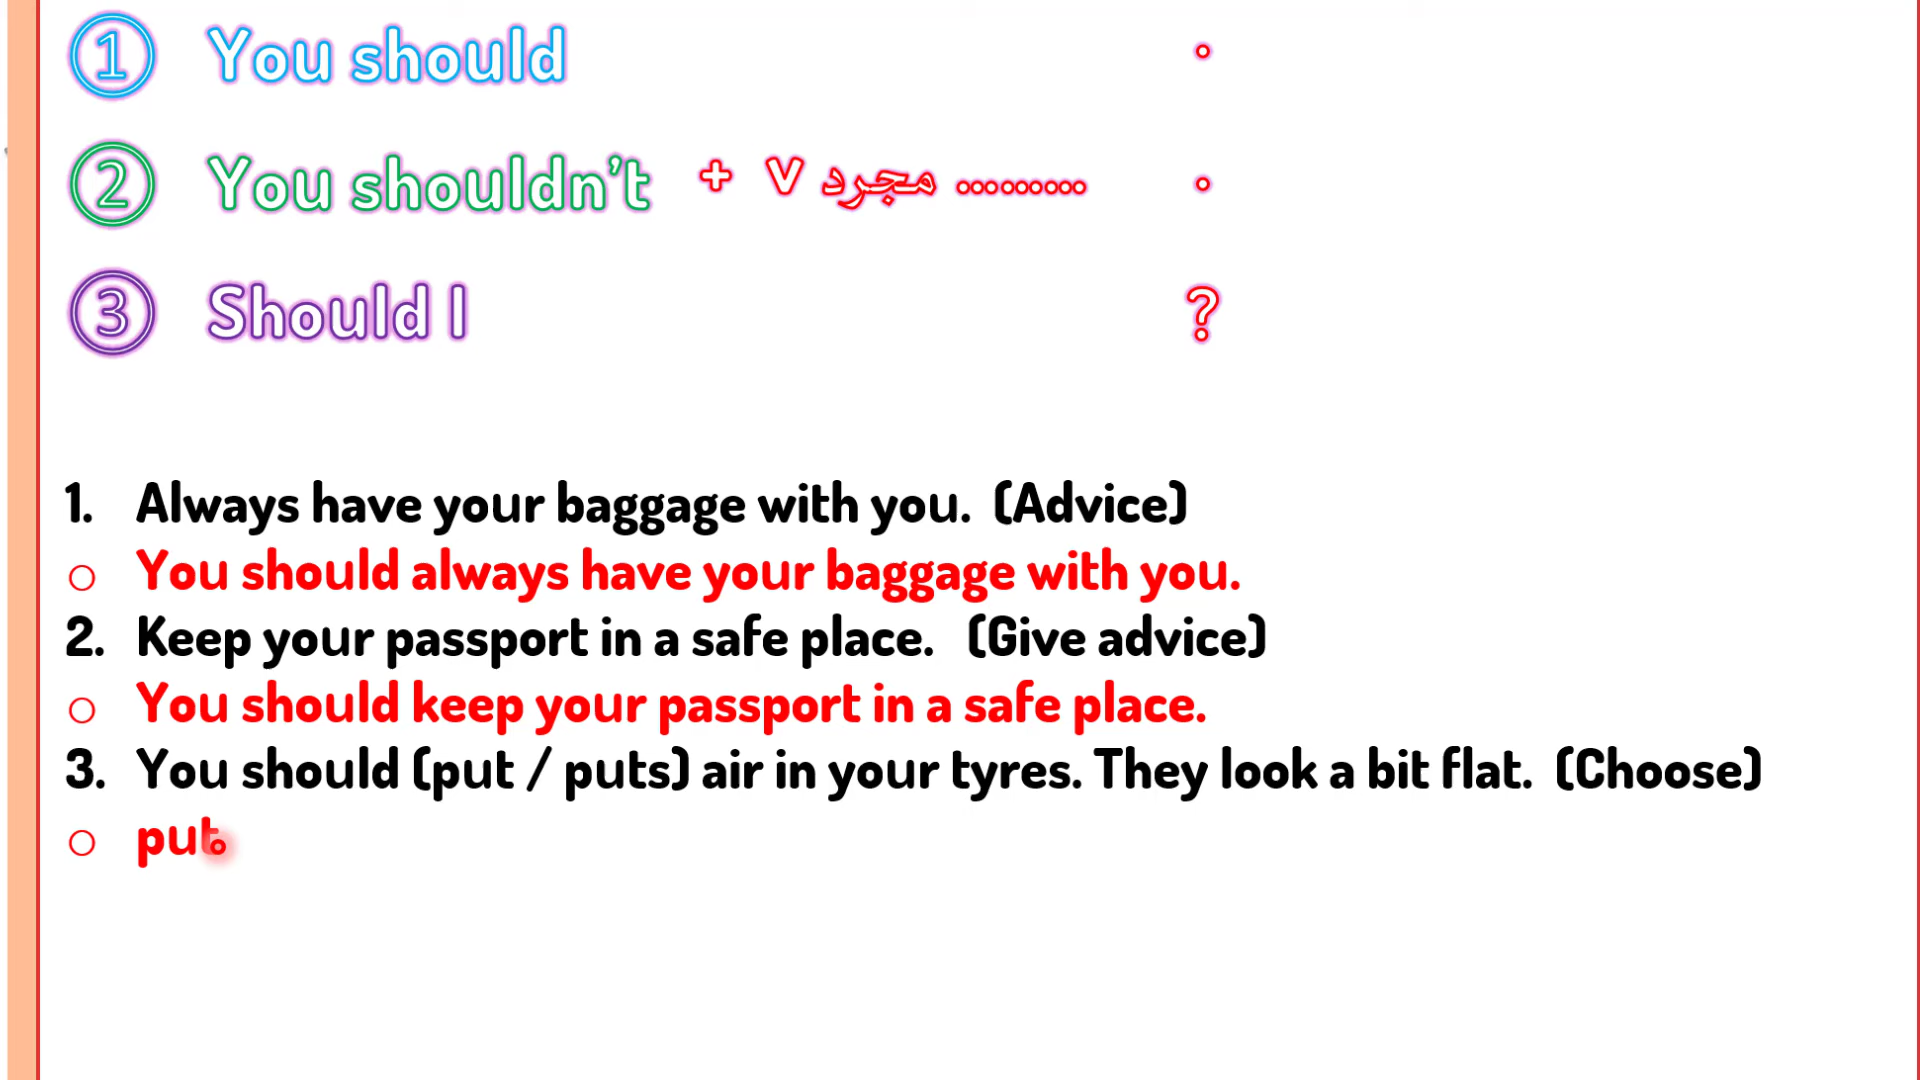 ① You should .
② You shouldn’t + v مجرد ......... .
③ Should I ?
1. Always have your baggage with you. (Advice)
○ You should always have your baggage with you.
2. Keep your passport in a safe place. (Give advice)
○ You should keep your passport in a safe place.
3. You should (put / puts) air in your tyres. They look a bit flat. (Choose)
○ put